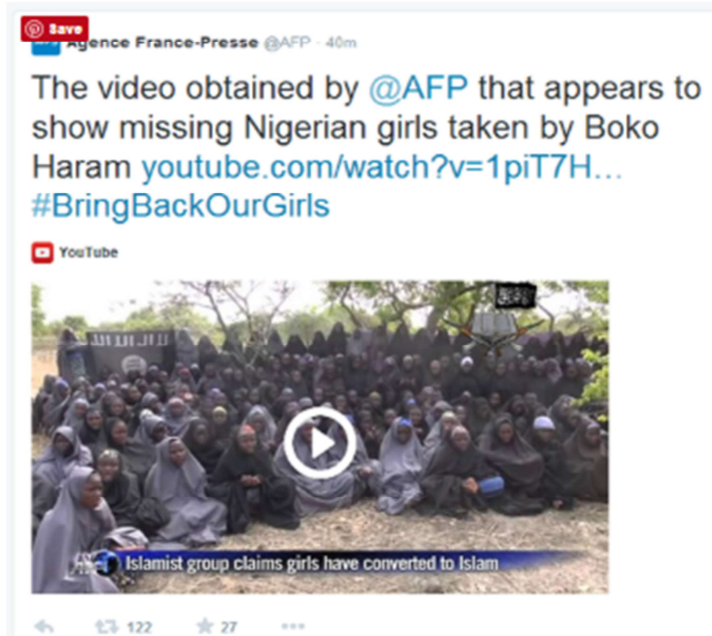 Save
Agence France-Presse @AFP · 40m
The video obtained by @AFP that appears to
show missing Nigerian girls taken by Boko
Haram youtube.com/watch?v=1piT7H...
#BringBackOurGirls
YouTube
Islamist group claims girls have converted to Islam
122 27